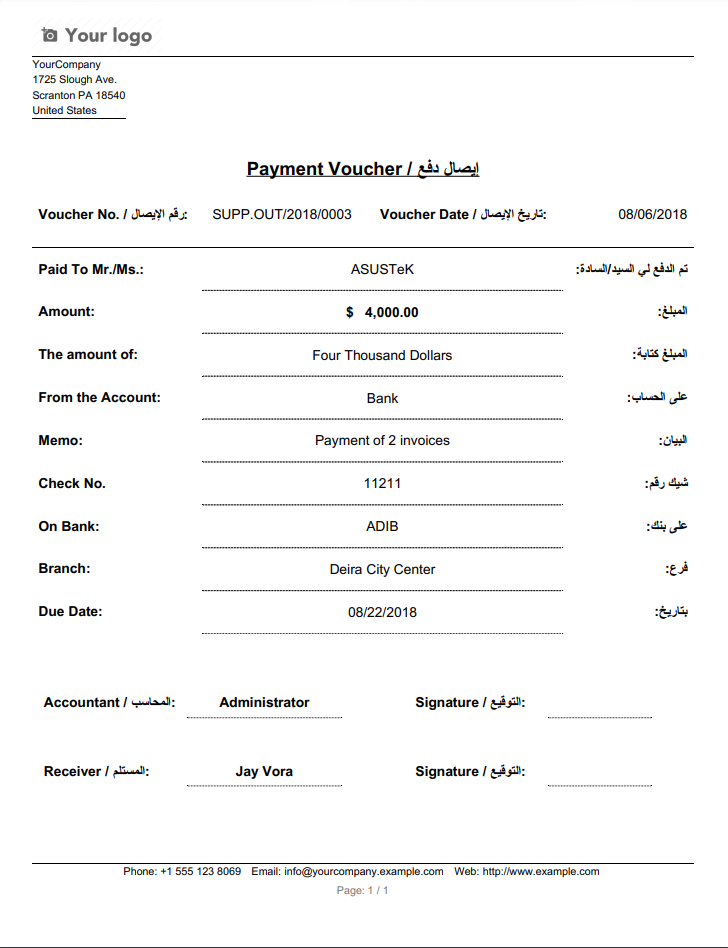 Your logo
YourCompany
1725 Slough Ave.
Scranton PA 18540
United States
Payment Voucher / إيصال دفع
Voucher No. / رقم الإيصال: SUPP.OUT/2018/0003 Voucher Date / تاريخ الإيصال: 08/06/2018
Paid To Mr./Ms.: ASUSTeK تم الدفع لي السيد/السادة:
Amount: $ 4,000.00 المبلغ:
The amount of: Four Thousand Dollars المبلغ كتابة:
From the Account: Bank على الحساب:
Memo: Payment of 2 invoices البيان:
Check No. 11211 شيك رقم:
On Bank: ADIB على بنك:
Branch: Deira City Center فرع:
Due Date: 08/22/2018 بتاريخ:
Accountant / المحاسب: Administrator Signature / التوقيع:
Receiver / المستلم: Jay Vora Signature / التوقيع:
Phone: +1 555 123 8069 Email: info@yourcompany.example.com Web: http://www.example.com
Page: 1 / 1